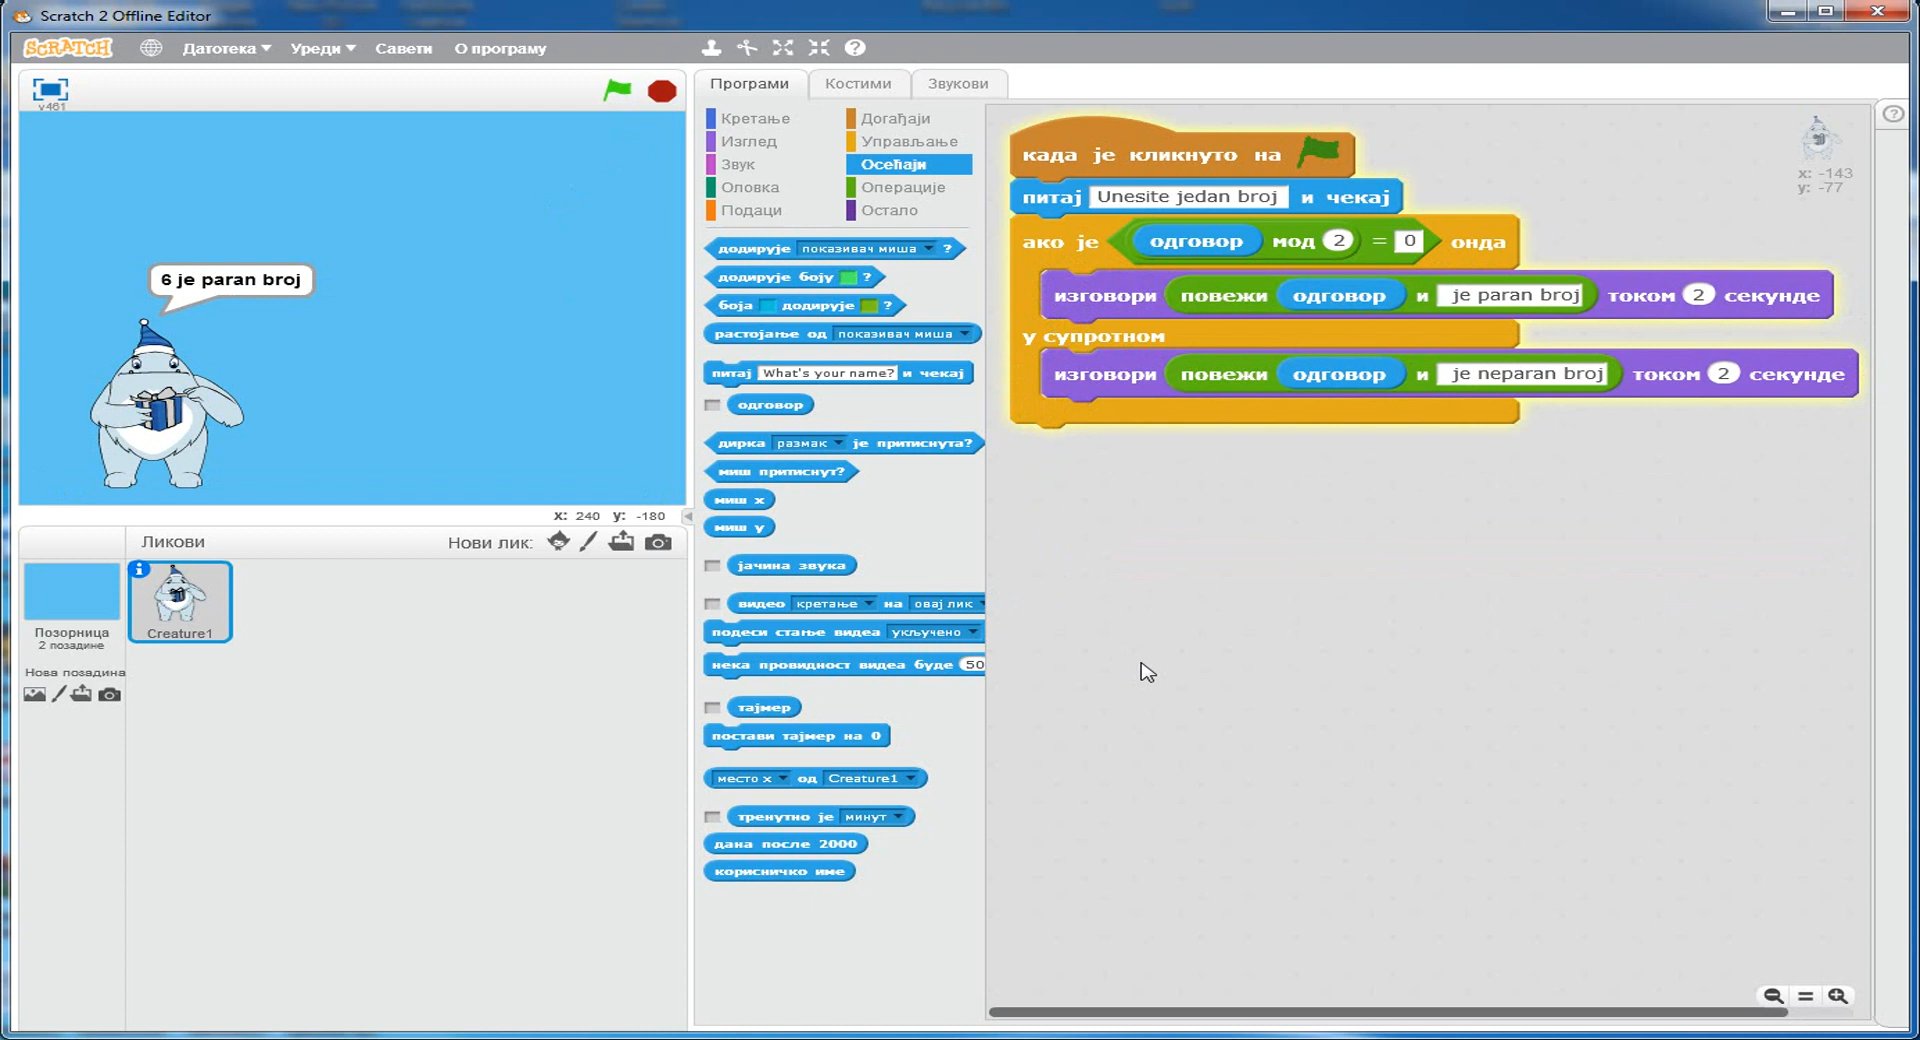 Scratch 2 Offline Editor
SCRATCH Датотека Уреди Савети О програму
v461
Програми Костими Звукови
Кретање Догађаји
Изглед Управљање
Звук Осећаји
Оловка Операције
Подаци Остало
додирује показивач миша ?
додирује боју ?
боја додирује ?
растојање од показивач миша
питај What's your name? и чекај
одговор
дирка размак је притиснута?
миш притиснут?
миш x
миш y
јачина звука
видео кретање на овај лик
подеси стање видеа укључено
нека провидност видеа буде 50
тајмер
постави тајмер на 0
место x од Creature1
тренутно је минут
дана после 2000
корисничко име
када је кликнуто на
питај Unesite jedan broj и чекај
ако је одговор мод 2 = 0 онда
изговори повежи одговор и je paran broj током 2 секунде
у супротном
изговори повежи одговор и je neparan broj током 2 секунде
x: -143
y: -77
6 je paran broj
x: 240 y: -180
Ликови Нови лик:
Позорница
2 позадине
Creature1
Нова позадина